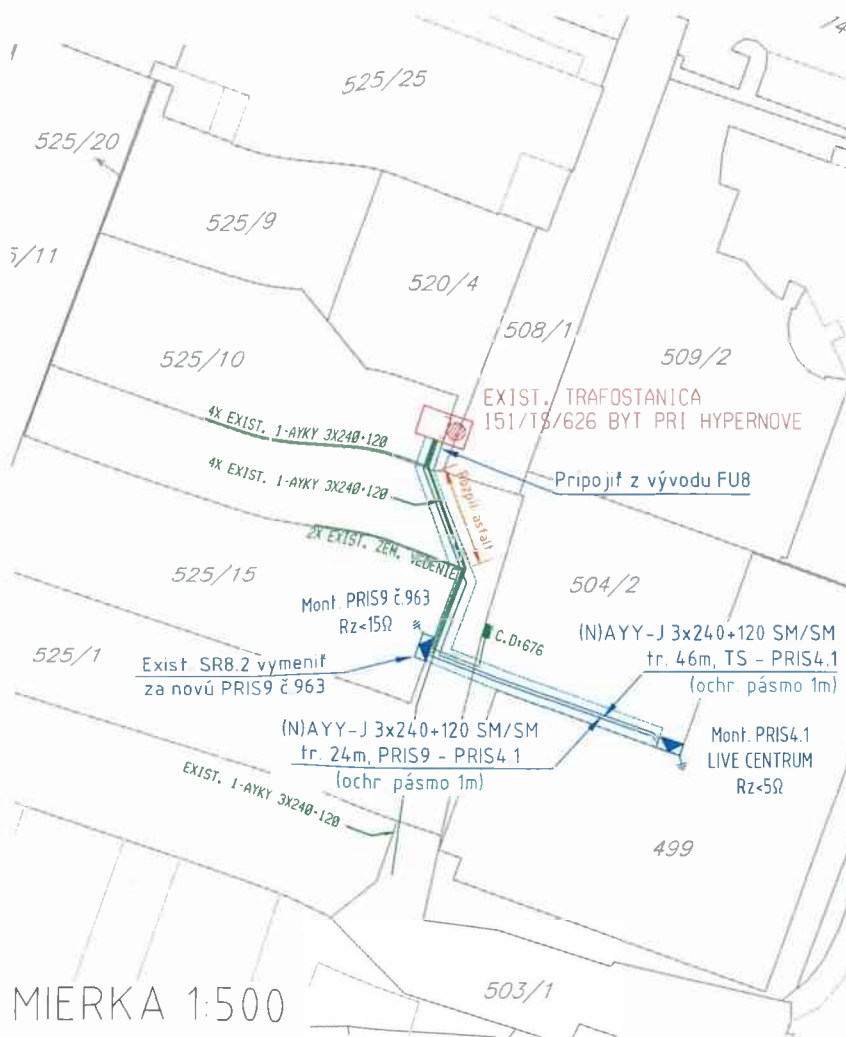 525/25
525/20
525/9
520/4
508/1
509/2
525/10
EXIST. TRAFOSTANICA
151/TS/626 BYT PRI HYPERNOVE
4X EXIST. 1-AYKY 3X240+120
4X EXIST. 1-AYKY 3X240+120
Pripojiť z vývodu FU8
Rozpil asfalt
2X EXIST. ZEM. VEDENIE
525/15
504/2
Mont. PRIS9 č.963
Rz<15Ω
C.D:676
(N)AYY-J 3x240+120 SM/SM
tr. 46m, TS - PRIS4.1
(ochr. pásmo 1m)
525/1
Exist. SR8.2 vymeniť
za novú PRIS9 č.963
(N)AYY-J 3x240+120 SM/SM
tr. 24m, PRIS9 - PRIS4.1
(ochr. pásmo 1m)
Mont. PRIS4.1
LIVE CENTRUM
Rz<5Ω
EXIST. 1-AYKY 3X240+120
499
503/1
MIERKA 1:500